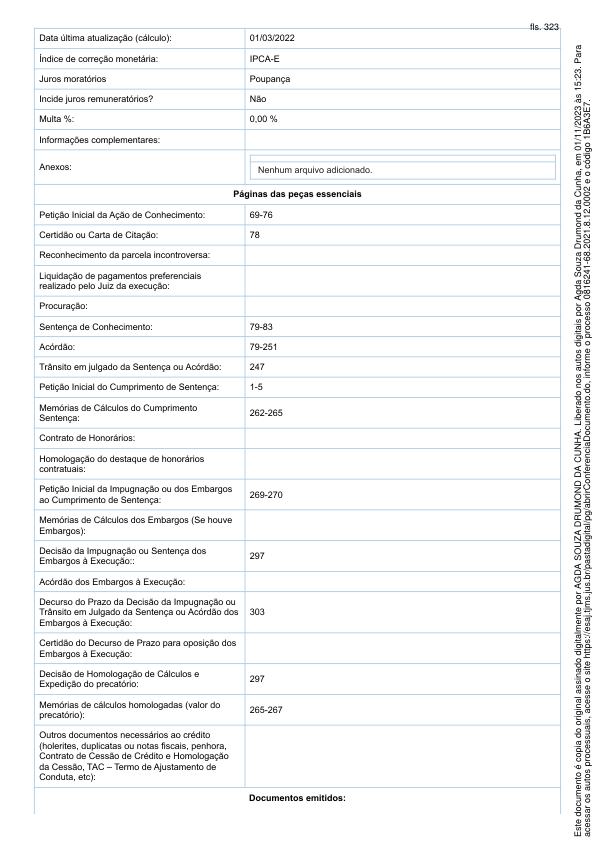 fls. 323
Data última atualização (cálculo): 01/03/2022
Índice de correção monetária: IPCA-E
Juros moratórios Poupança
Incide juros remuneratórios? Não
Multa %: 0,00 %
Informações complementares:
Anexos:
Nenhum arquivo adicionado.
Páginas das peças essenciais
Petição Inicial da Ação de Conhecimento: 69-76
Certidão ou Carta de Citação: 78
Reconhecimento da parcela incontroversa:
Liquidação de pagamentos preferenciais
realizado pelo Juiz da execução:
Procuração:
Sentença de Conhecimento: 79-83
Acórdão: 79-251
Trânsito em julgado da Sentença ou Acórdão: 247
Petição Inicial do Cumprimento de Sentença: 1-5
Memórias de Cálculos do Cumprimento
Sentença:
262-265
Contrato de Honorários:
Homologação do destaque de honorários
contratuais:
Petição Inicial da Impugnação ou dos Embargos
ao Cumprimento de Sentença:
269-270
Memórias de Cálculos dos Embargos (Se houve
Embargos):
Decisão da Impugnação ou Sentença dos
Embargos à Execução::
297
Acórdão dos Embargos à Execução:
Decurso do Prazo da Decisão da Impugnação ou
Trânsito em Julgado da Sentença ou Acórdão dos
Embargos à Execução:
303
Certidão do Decurso de Prazo para oposição dos
Embargos à Execução:
Decisão de Homologação de Cálculos e
Expedição do precatório:
297
Memórias de cálculos homologadas (valor do
precatório):
265-267
Outros documentos necessários ao crédito
(holerites, duplicatas ou notas fiscais, penhora,
Contrato de Cessão de Crédito e Homologação
da Cessão, TAC – Termo de Ajustamento de
Conduta, etc):
Documentos emitidos:
Este documento é copia do original assinado digitalmente por AGDA SOUZA DRUMOND DA CUNHA. Liberado nos autos digitais por Agda Souza Drumond da Cunha, em 01/11/2023 às 15:23. Para
acessar os autos processuais, acesse o site https://esaj.tjms.jus.br/pastadigital/pg/abrirConferenciaDocumento.do, informe o processo 0816241-68.2021.8.12.0002 e o código 1B6A3E7.